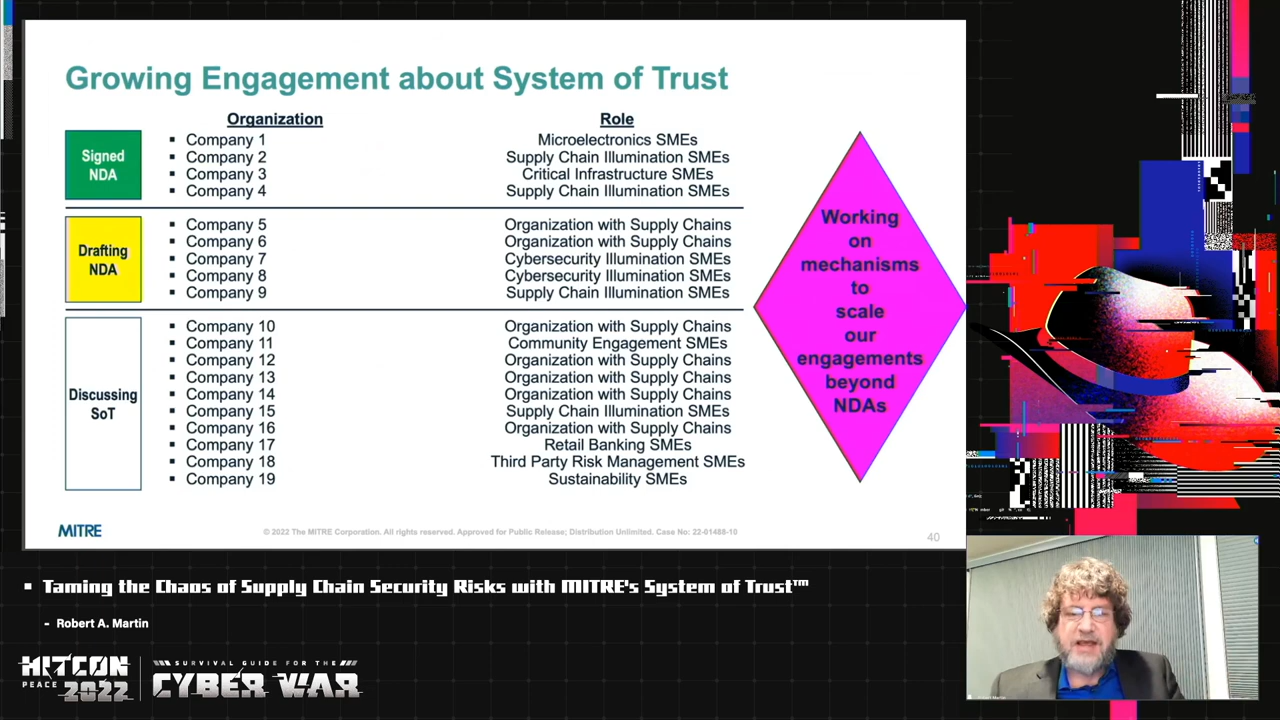 Growing Engagement about System of Trust
Organization Role
Signed NDA
▪ Company 1 Microelectronics SMEs
▪ Company 2 Supply Chain Illumination SMEs
▪ Company 3 Critical Infrastructure SMEs
▪ Company 4 Supply Chain Illumination SMEs
Drafting NDA
▪ Company 5 Organization with Supply Chains
▪ Company 6 Organization with Supply Chains
▪ Company 7 Cybersecurity Illumination SMEs
▪ Company 8 Cybersecurity Illumination SMEs
▪ Company 9 Supply Chain Illumination SMEs
Discussing SoT
▪ Company 10 Organization with Supply Chains
▪ Company 11 Community Engagement SMEs
▪ Company 12 Organization with Supply Chains
▪ Company 13 Organization with Supply Chains
▪ Company 14 Organization with Supply Chains
▪ Company 15 Supply Chain Illumination SMEs
▪ Company 16 Organization with Supply Chains
▪ Company 17 Retail Banking SMEs
▪ Company 18 Third Party Risk Management SMEs
▪ Company 19 Sustainability SMEs
Working
on
mechanisms
to
scale
our
engagements
beyond
NDAs
MITRE
© 2022 The MITRE Corporation. All rights reserved. Approved for Public Release; Distribution Unlimited. Case No: 22-01488-10
40
▪ Taming the Chaos of Supply Chain Security Risks with MITRE's System of Trust™
- Robert A. Martin
HITCON
PEACE 2022
SURVIVAL GUIDE FOR THE
CYBER WAR